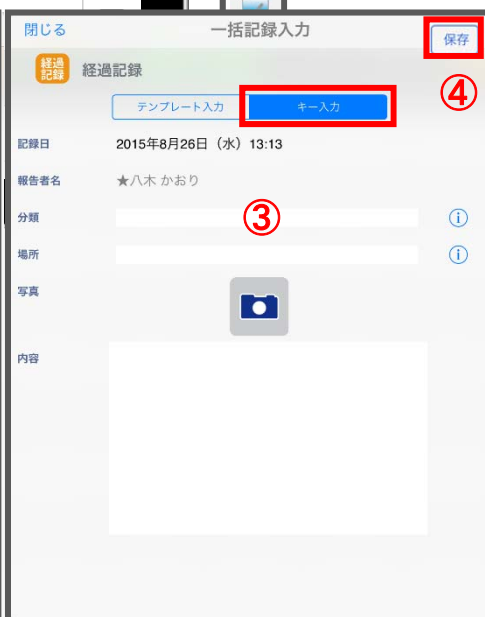 閉じる 一括記録入力 保存
④
経過
記録 経過記録
テンプレート入力 キー入力
記録日 2015年8月26日（水）13:13
報告者名 ★八木 かおり
分類 ③
場所
写真
内容